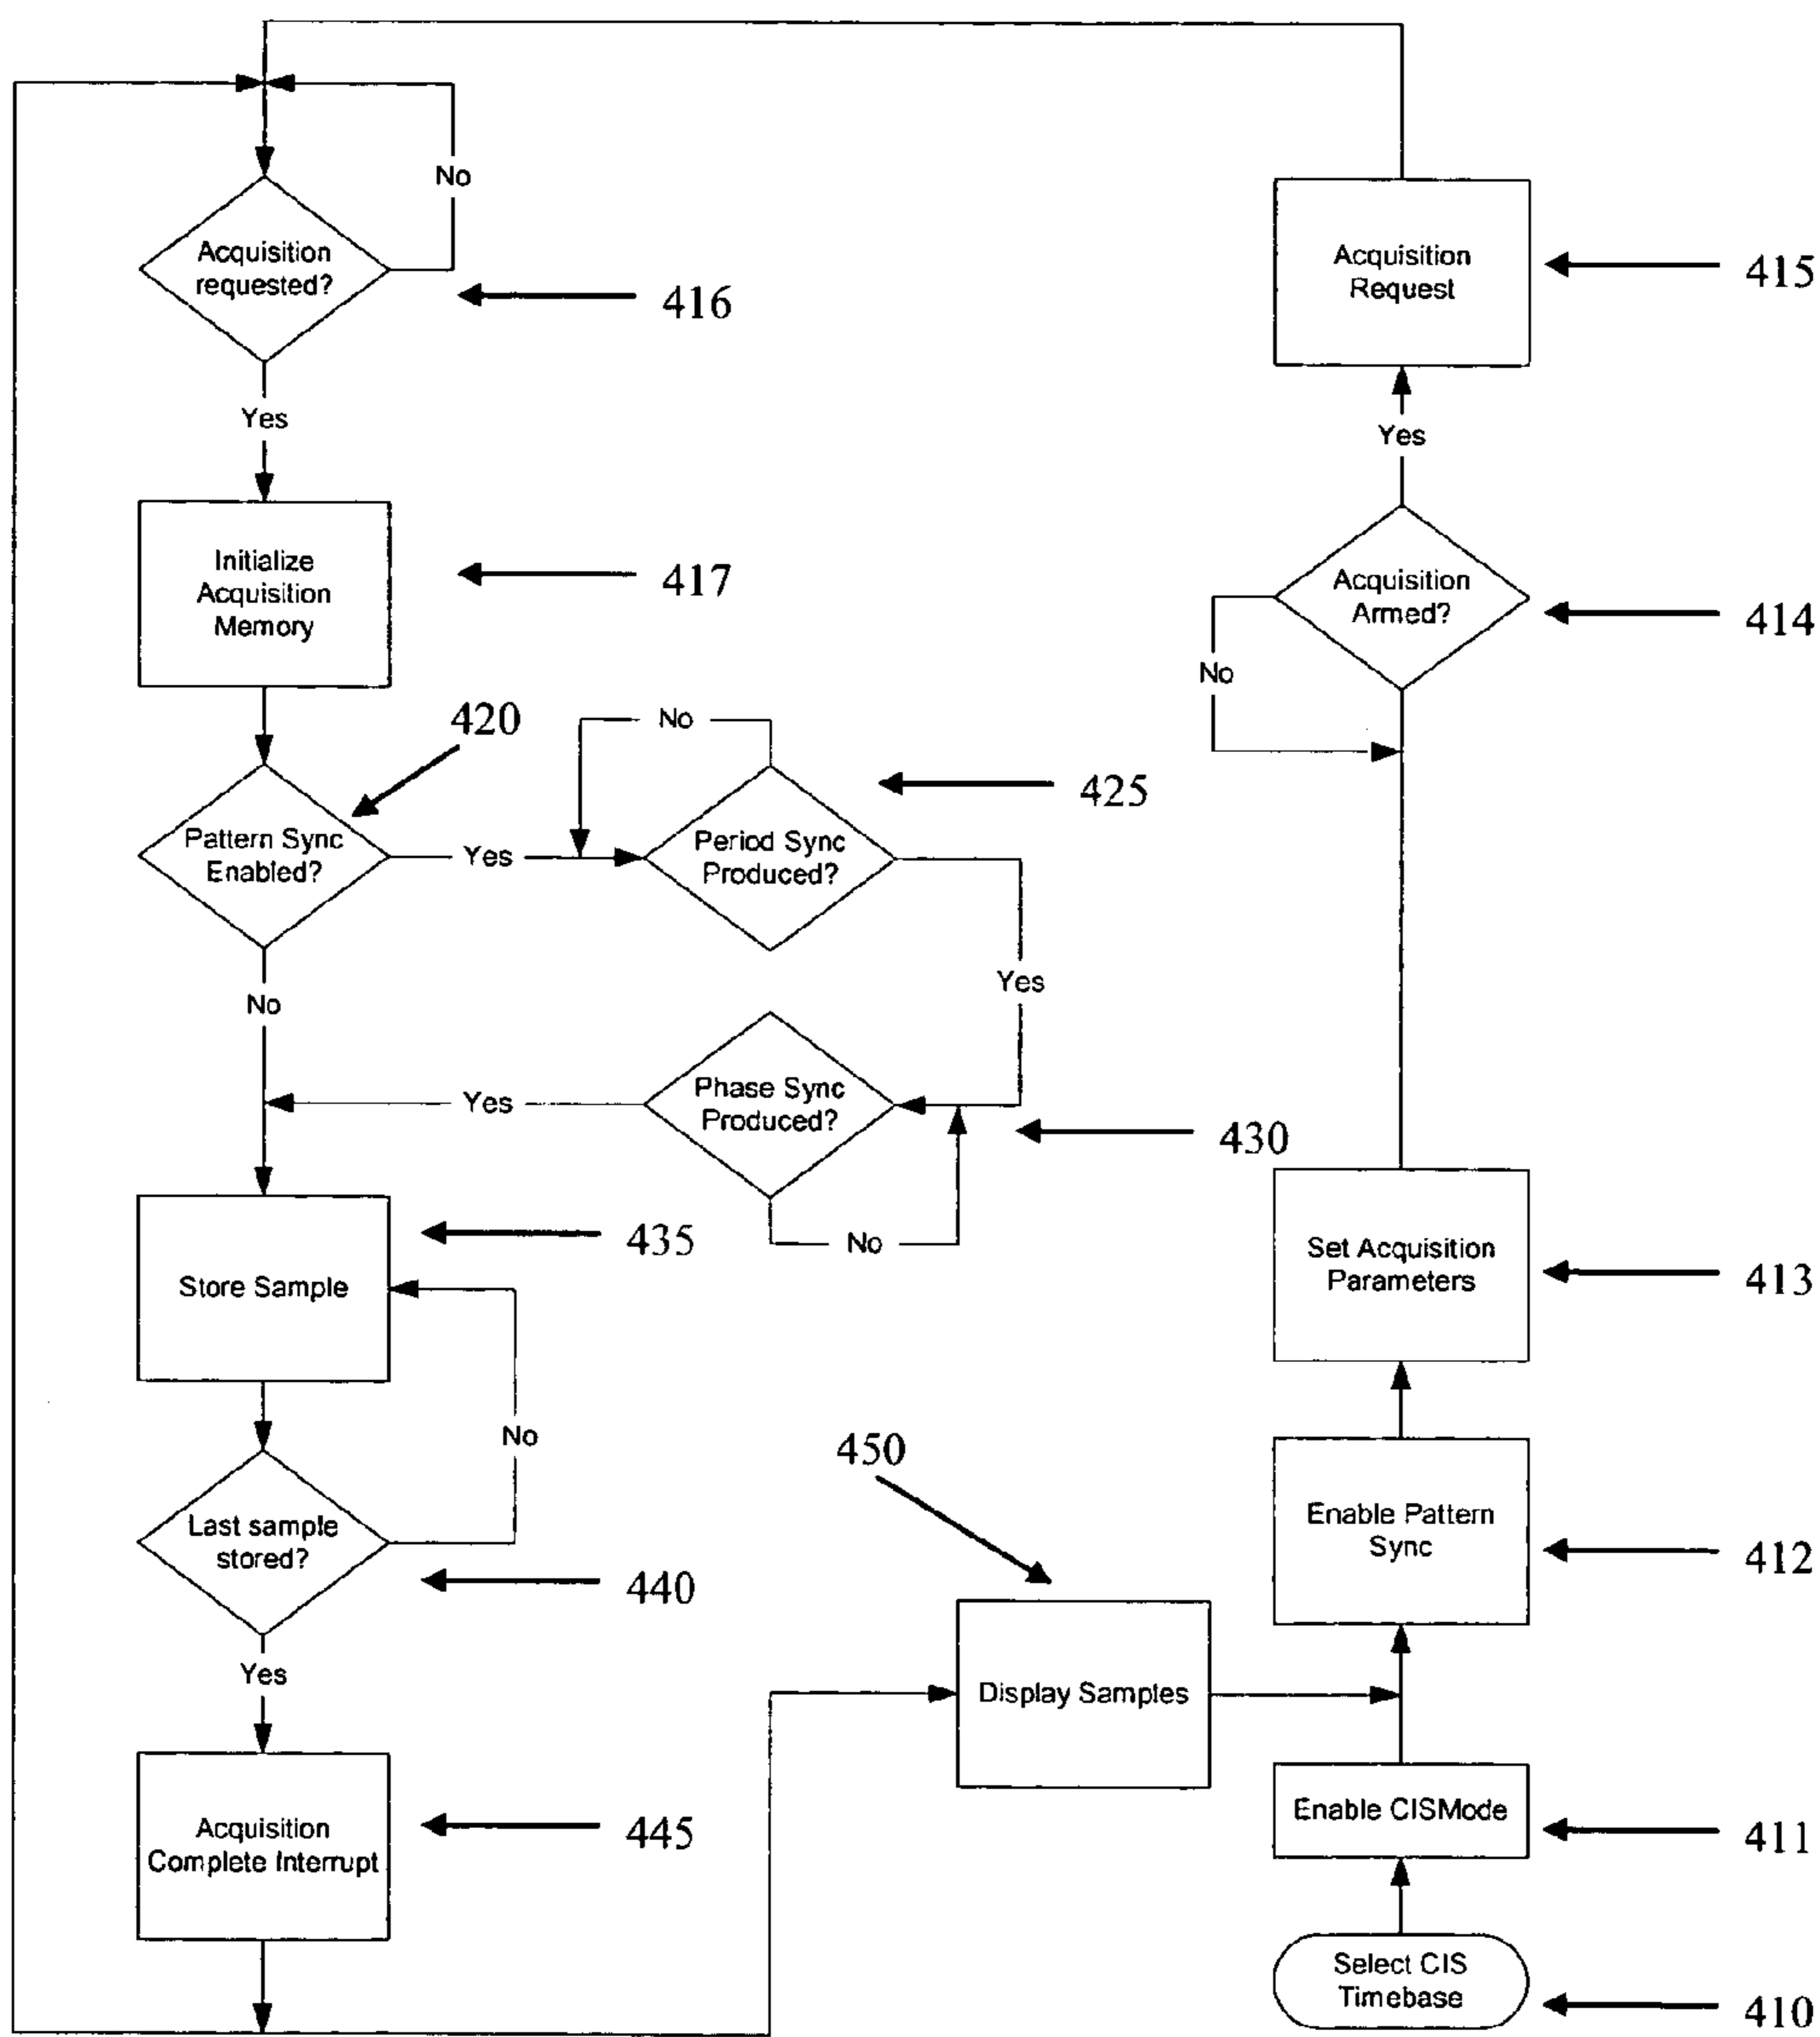 No
Acquisition
requested?
416
Yes
Initialize
Acquisition
Memory
417
420
Pattern Sync
Enabled?
Yes
No
Period Sync
Produced?
425
Yes
No
Phase Sync
Produced?
430
Yes
No
Store Sample
435
No
Last sample
stored?
440
Yes
Acquisition
Complete Interrupt
445
450
Display Samples
Acquisition
Request
415
Yes
Acquisition
Armed?
414
No
Set Acquisition
Parameters
413
Enable Pattern
Sync
412
Enable CISMode
411
Select CIS
Timebase
410